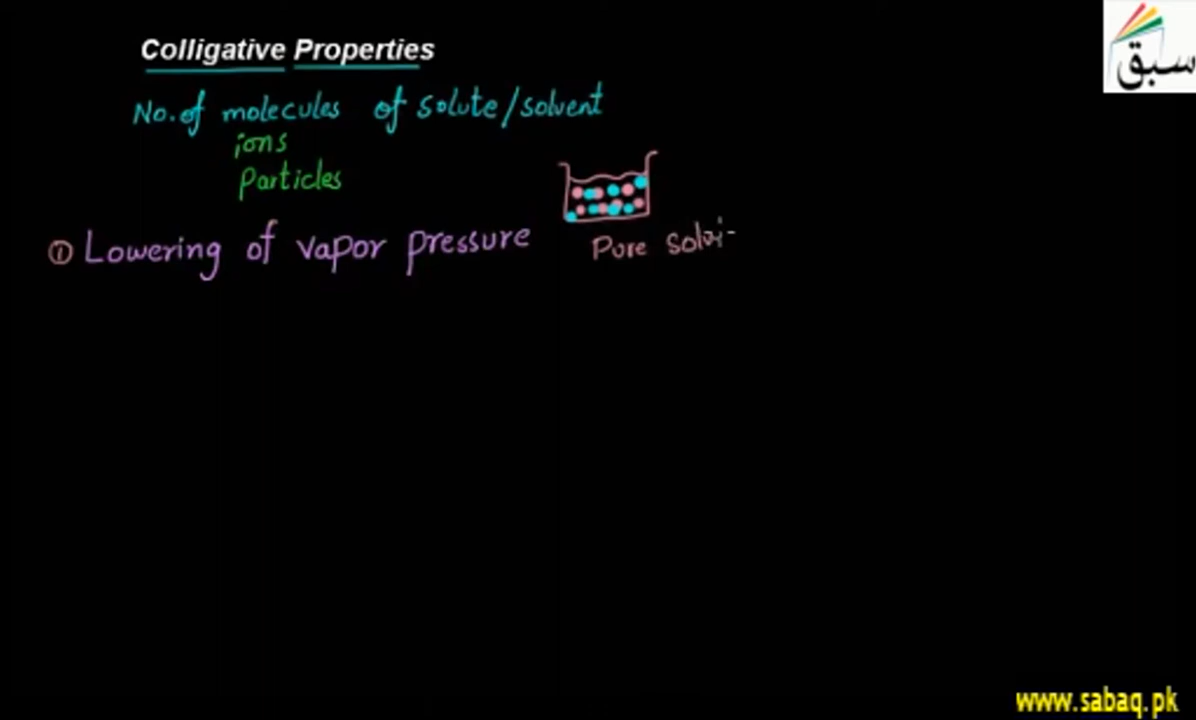 Colligative Properties
سبق
No. of molecules of solute/solvent
ions
Particles
① Lowering of vapor pressure
Pure
www.sabaq.pk